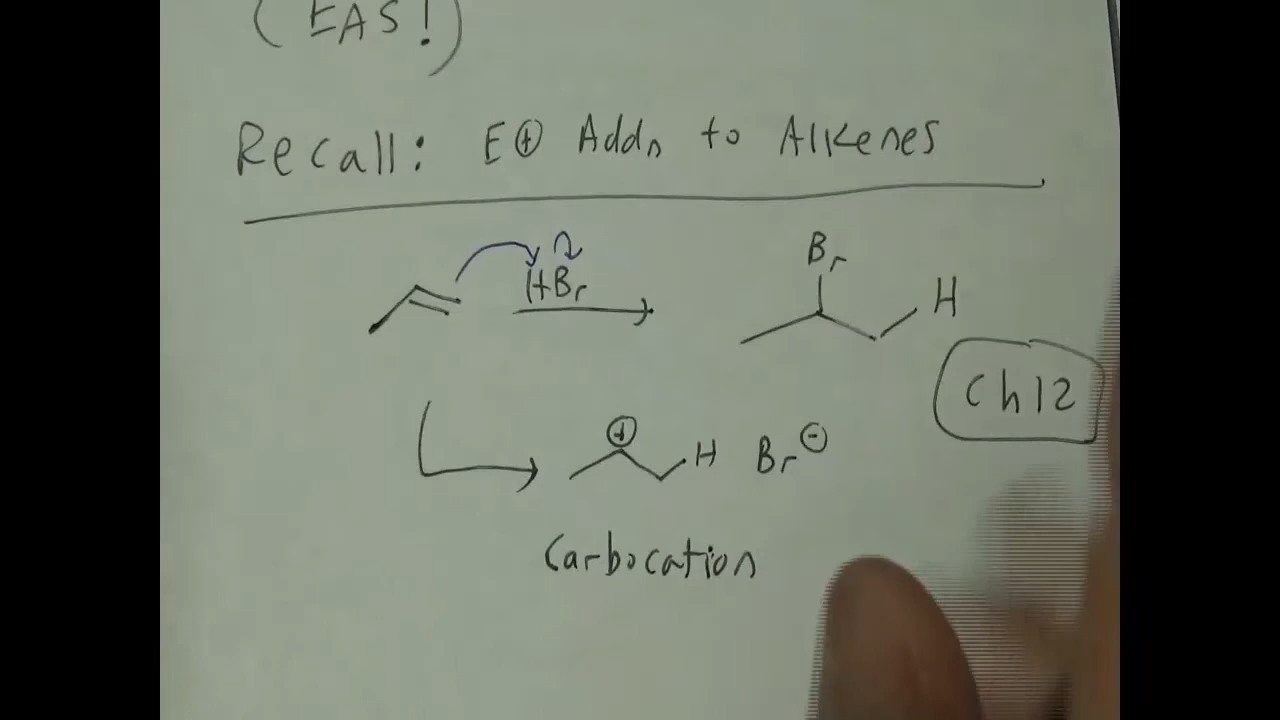 (EAS!)
Recall: E⊕ Addn to Alkenes
HBr
Br
H
Ch12
⊕ H Br⊖
Carbocation